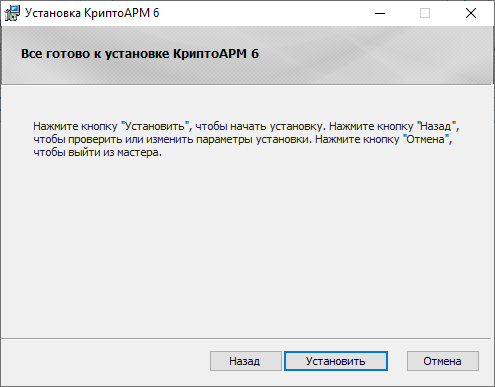 Установка КриптоАРМ 6
Все готово к установке КриптоАРМ 6
Нажмите кнопку "Установить", чтобы начать установку. Нажмите кнопку "Назад",
чтобы проверить или изменить параметры установки. Нажмите кнопку "Отмена",
чтобы выйти из мастера.
Назад Установить Отмена